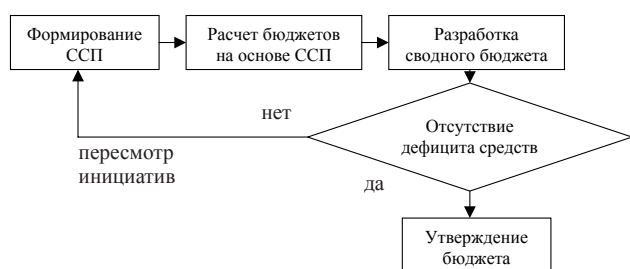 Формирование
ССП
Расчет бюджетов
на основе ССП
Разработка
сводного бюджета
нет
Отсутствие
дефицита средств
пересмотр
инициатив
да
Утверждение
бюджета